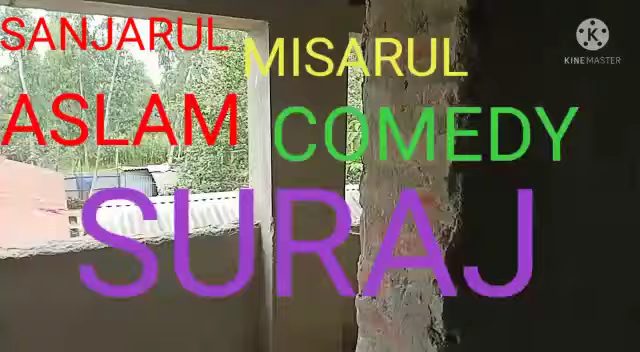 SANJARUL
MISARUL
ASLAM
COMEDY
SURAJ
KINEMASTER